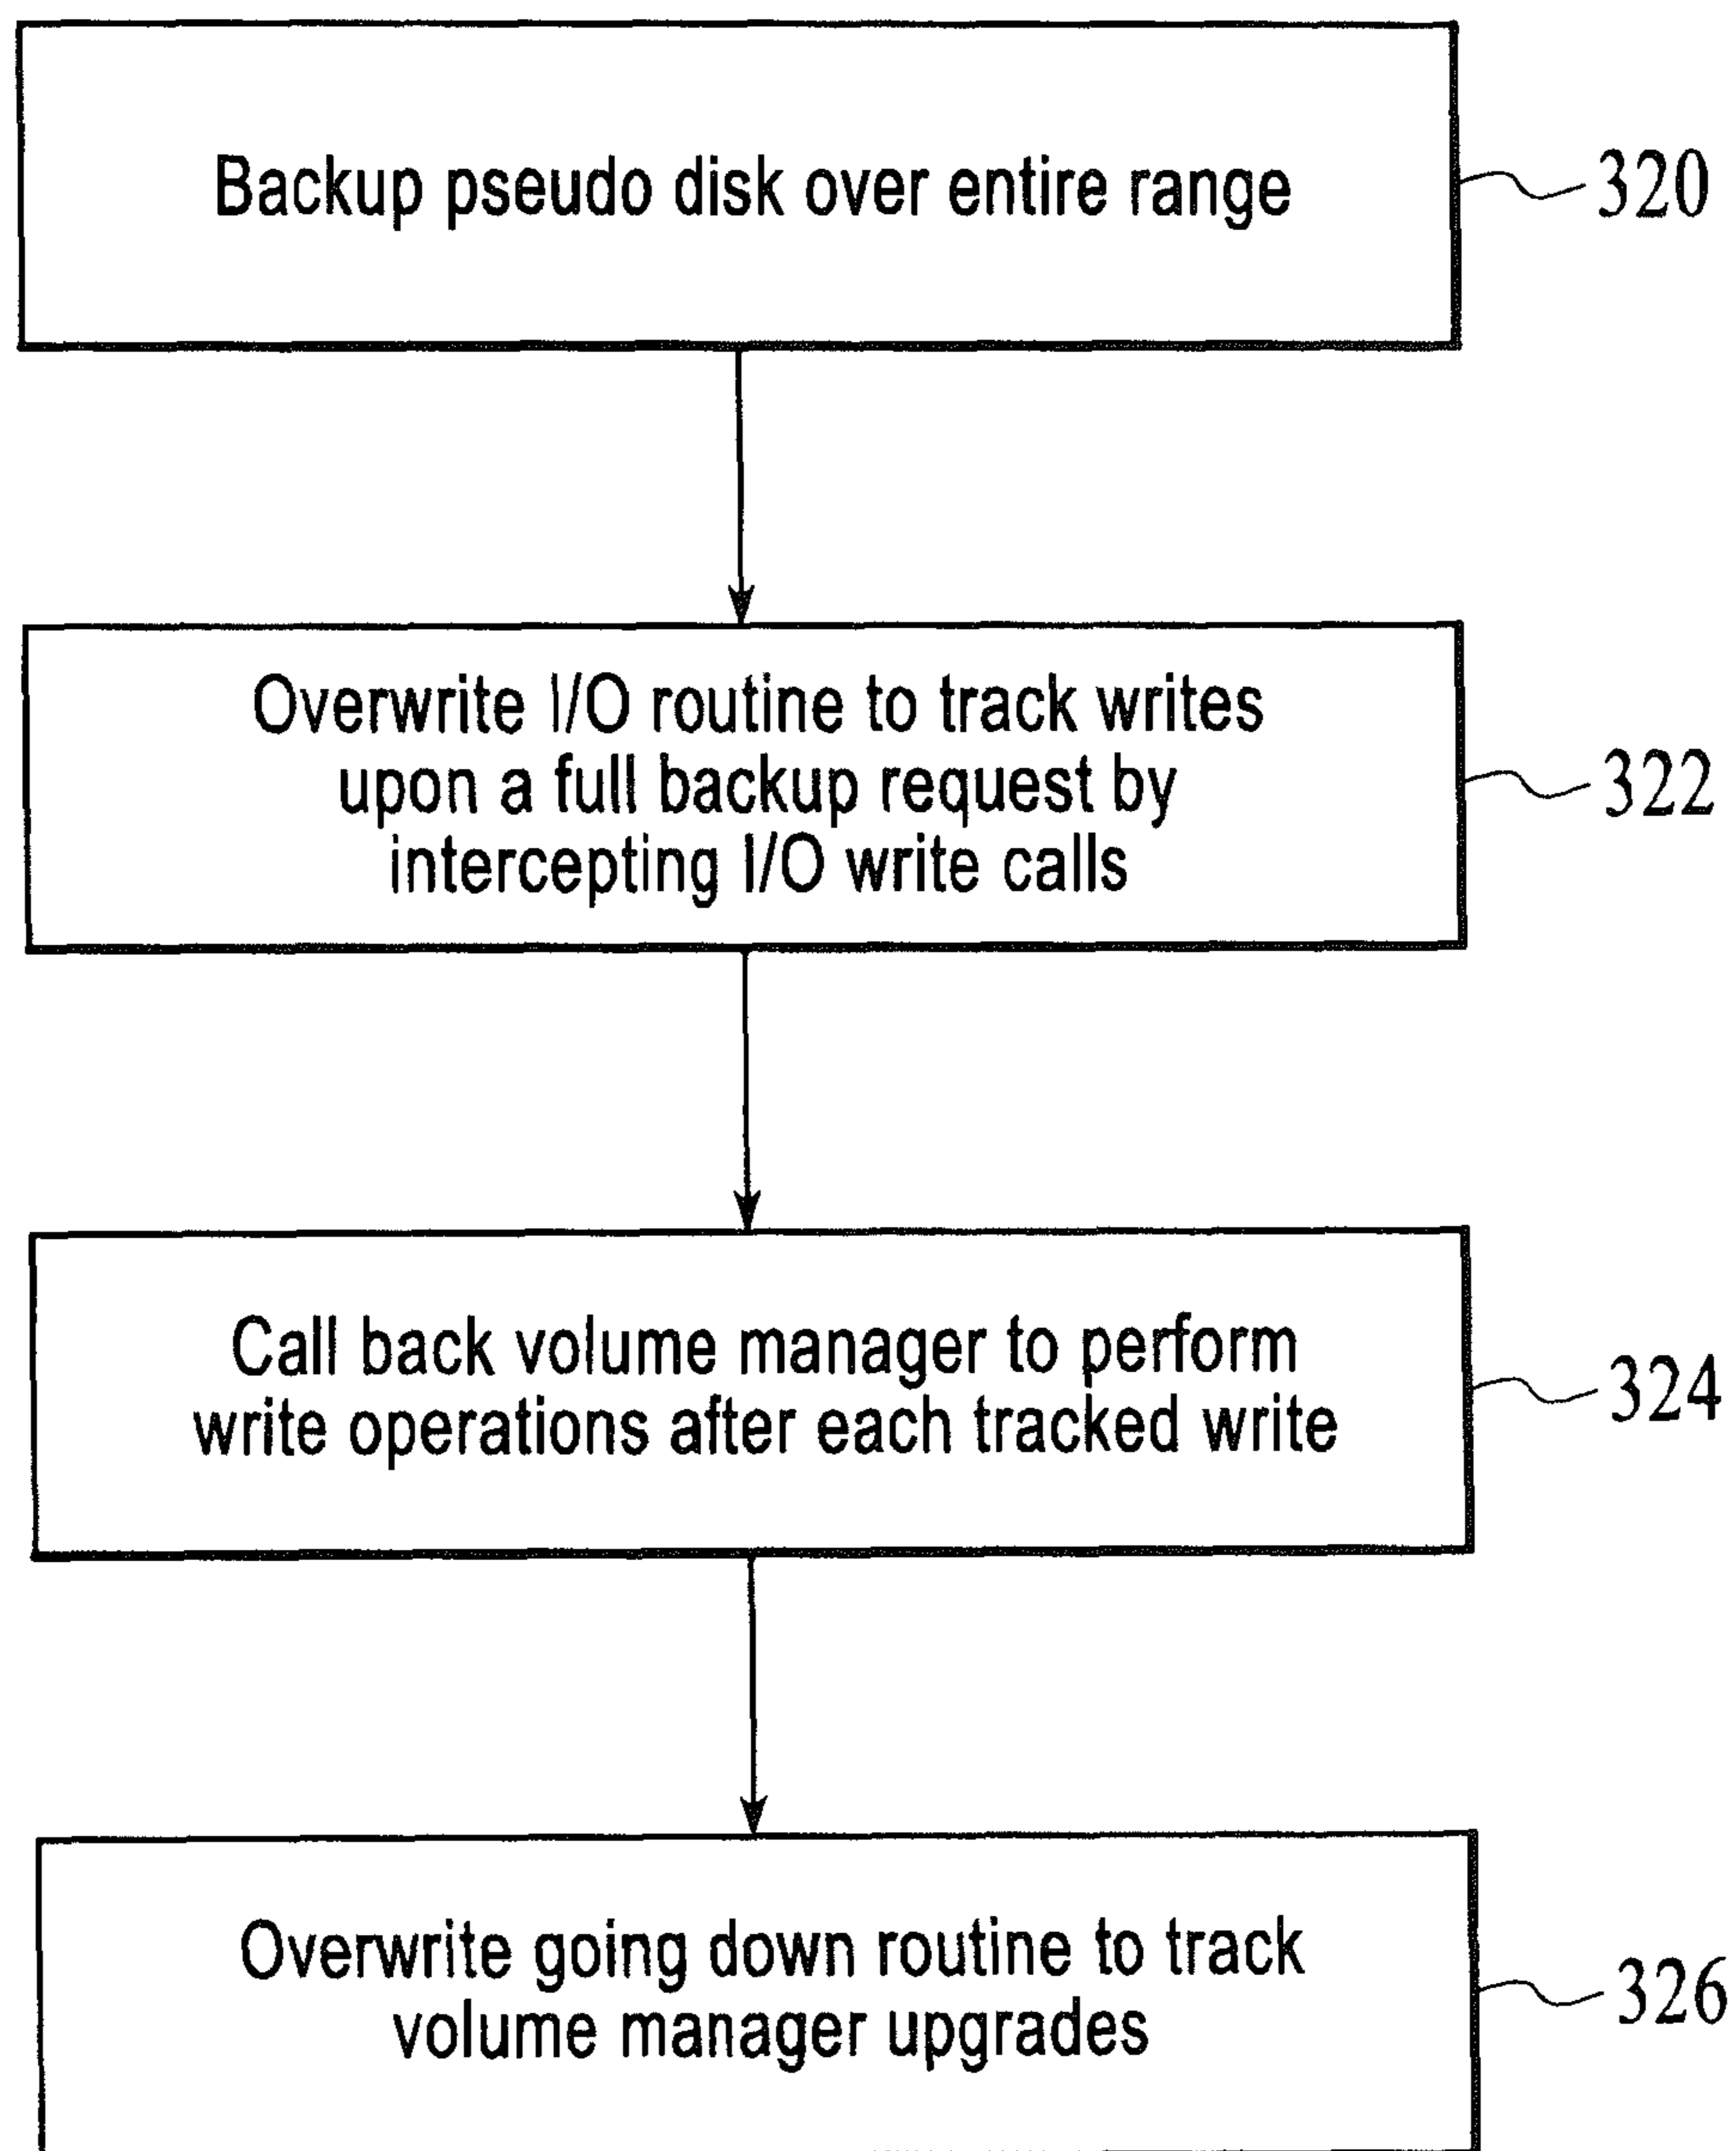 Backup pseudo disk over entire range
320
Overwrite I/O routine to track writes
upon a full backup request by
intercepting I/O write calls
322
Call back volume manager to perform
write operations after each tracked write
324
Overwrite going down routine to track
volume manager upgrades
326